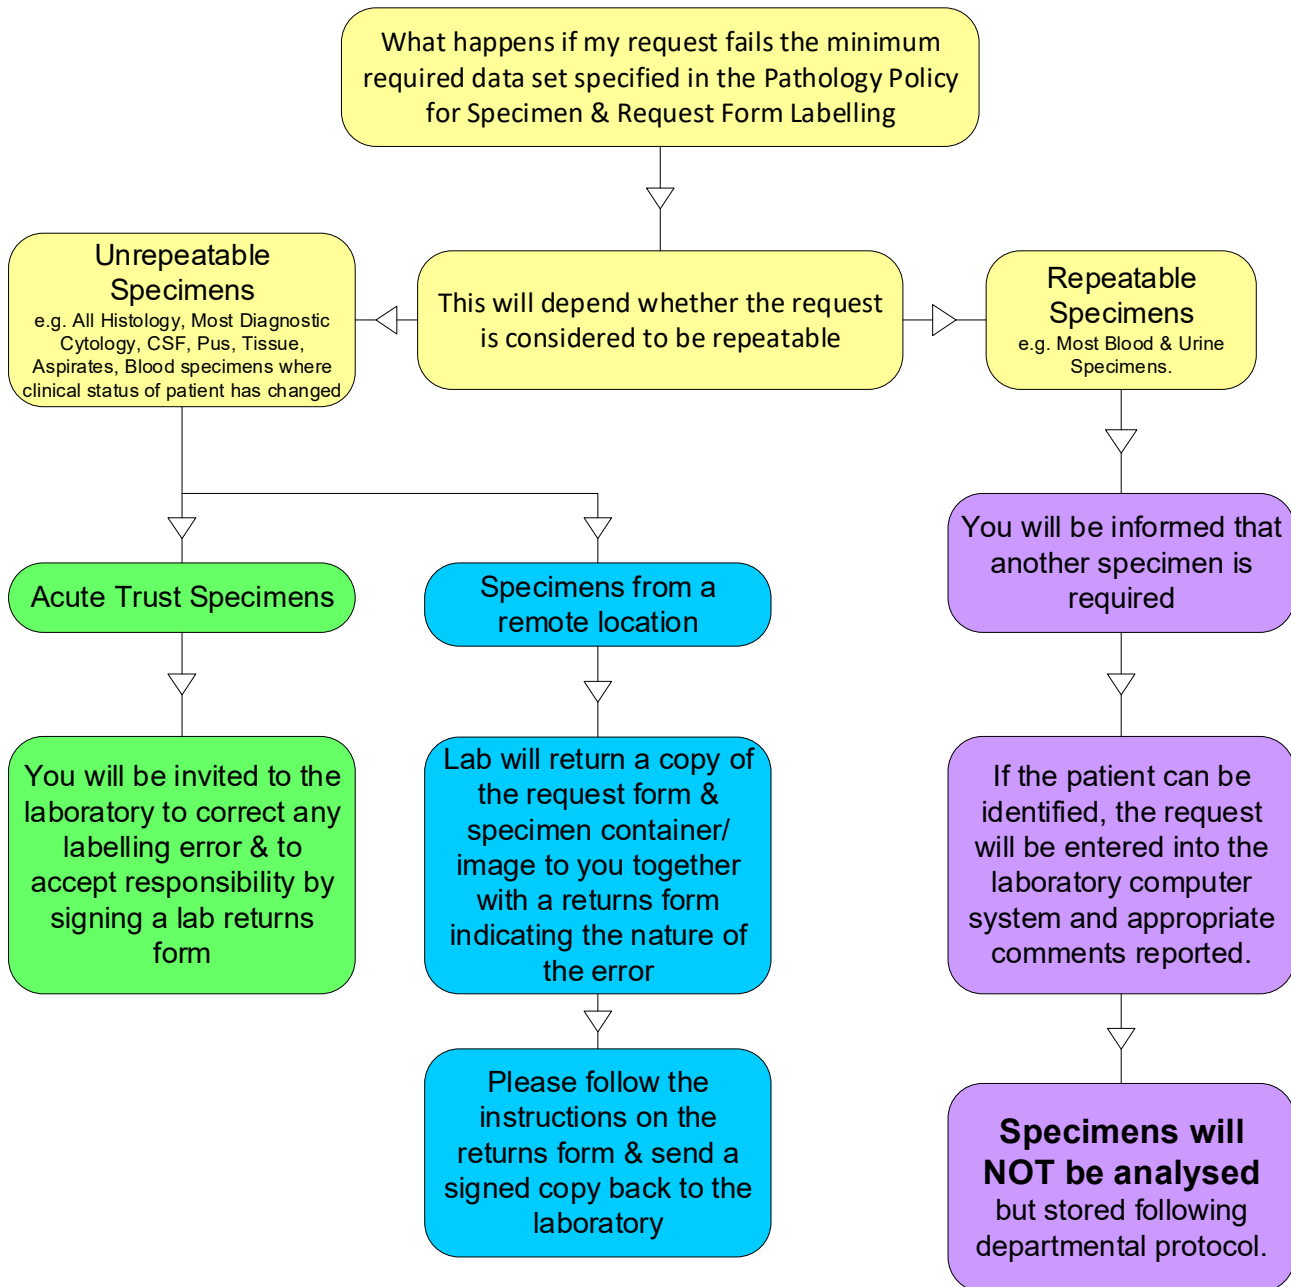 What happens if my request fails the minimum
required data set specified in the Pathology Policy
for Specimen & Request Form Labelling
Unrepeatable
Specimens
e.g. All Histology, Most Diagnostic
Cytology, CSF, Pus, Tissue,
Aspirates, Blood specimens where
clinical status of patient has changed
This will depend whether the request
is considered to be repeatable
Repeatable
Specimens
e.g. Most Blood & Urine
Specimens.
Acute Trust Specimens
Specimens from a
remote location
You will be informed that
another specimen is
required
You will be invited to the
laboratory to correct any
labelling error & to
accept responsibility by
signing a lab returns
form
Lab will return a copy of
the request form &
specimen container/
image to you together
with a returns form
indicating the nature of
the error
If the patient can be
identified, the request
will be entered into the
laboratory computer
system and appropriate
comments reported.
Please follow the
instructions on the
returns form & send a
signed copy back to the
laboratory
Specimens will
NOT be analysed
but stored following
departmental protocol.